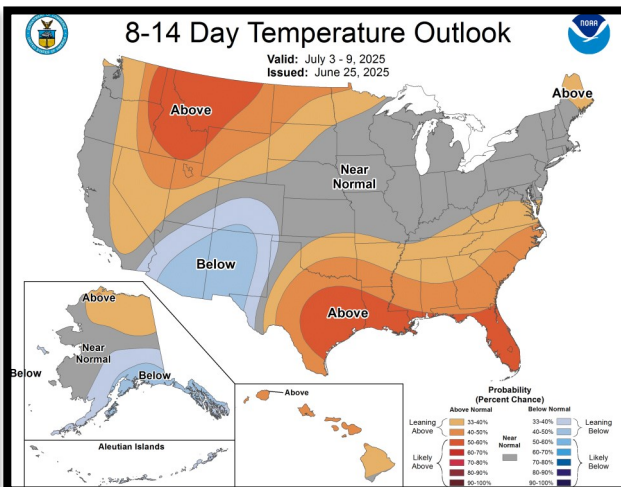 8-14 Day Temperature Outlook
NOAA
Valid: July 3 - 9, 2025
Issued: June 25, 2025
Above
Above
Near
Normal
Below
Above
Above
Near
Normal
Below
Below
Aleutian Islands
Above
Probability
(Percent Chance)
Above Normal
Below Normal
Leaning
Above
33-40%
40-50%
Near
Normal
33-40%
40-50%
Leaning
Below
Likely
Above
50-60%
60-70%
70-80%
80-90%
90-100%
50-60%
60-70%
70-80%
80-90%
90-100%
Likely
Below